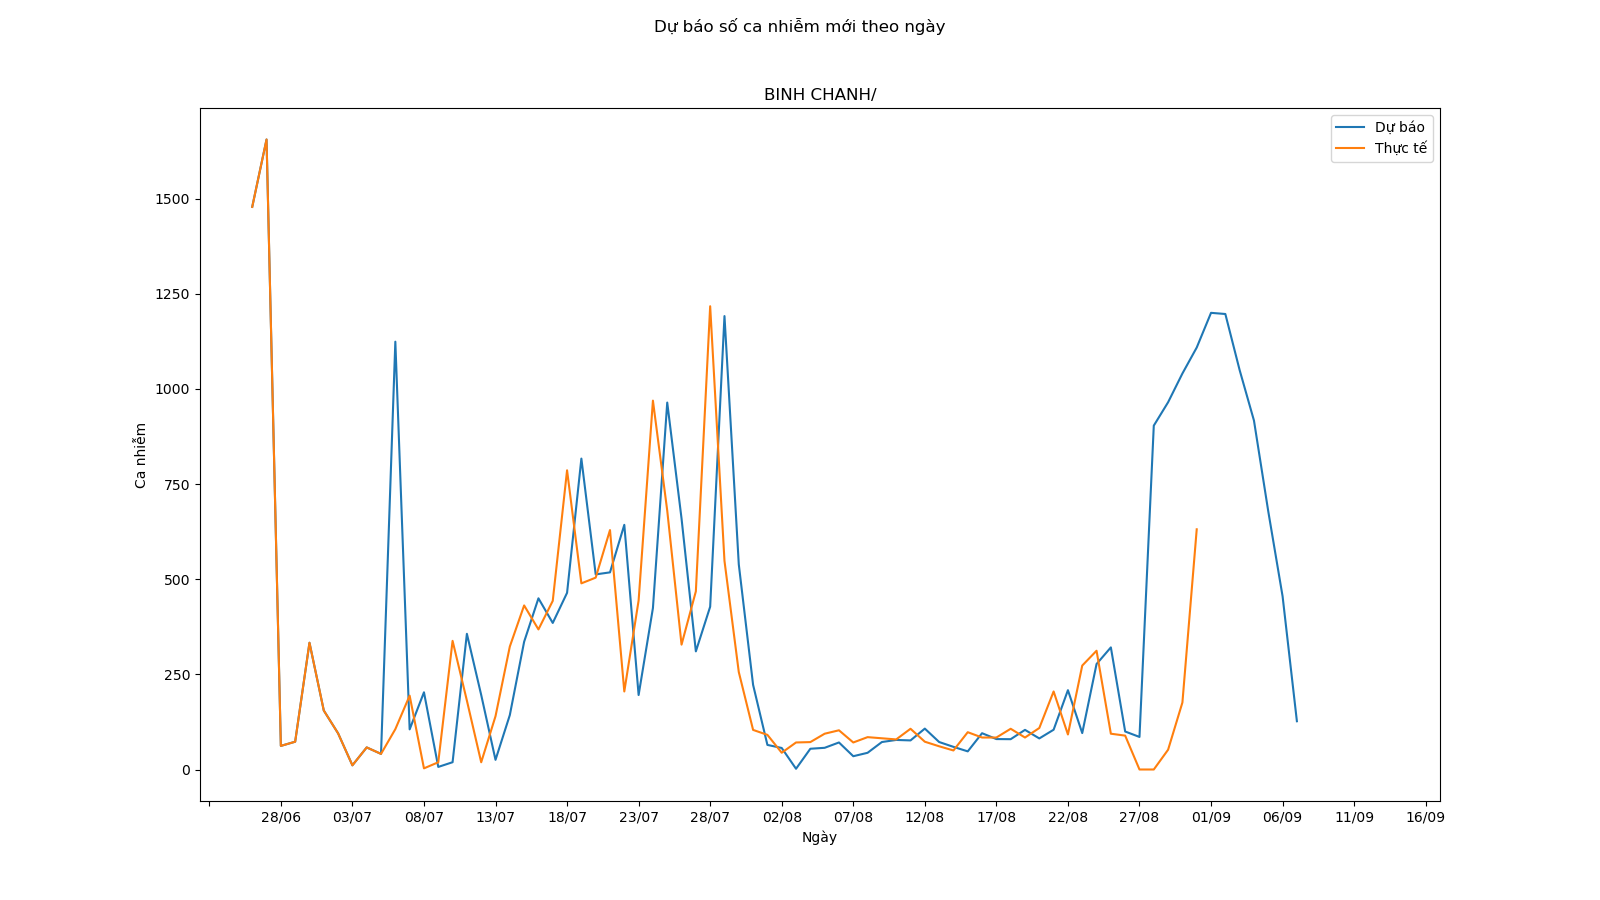 Dự báo số ca nhiễm mới theo ngày
BINH CHANH/
Dự báo
Thực tế
1500
1250
1000
750
500
250
0
Ca nhiễm
28/06 03/07 08/07 13/07 18/07 23/07 28/07 02/08 07/08 12/08 17/08 22/08 27/08 01/09 06/09 11/09 16/09
Ngày